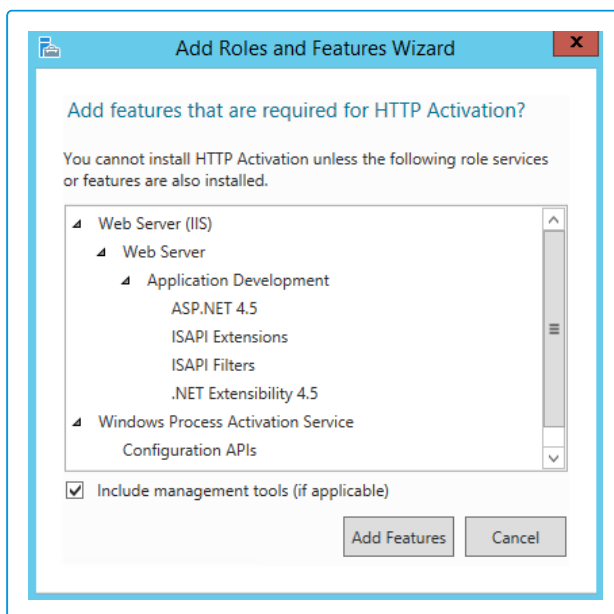 Add Roles and Features Wizard
x
Add features that are required for HTTP Activation?
You cannot install HTTP Activation unless the following role services
or features are also installed.
Web Server (IIS)
Web Server
Application Development
ASP.NET 4.5
ISAPI Extensions
ISAPI Filters
.NET Extensibility 4.5
Windows Process Activation Service
Configuration APIs
Include management tools (if applicable)
Add Features Cancel